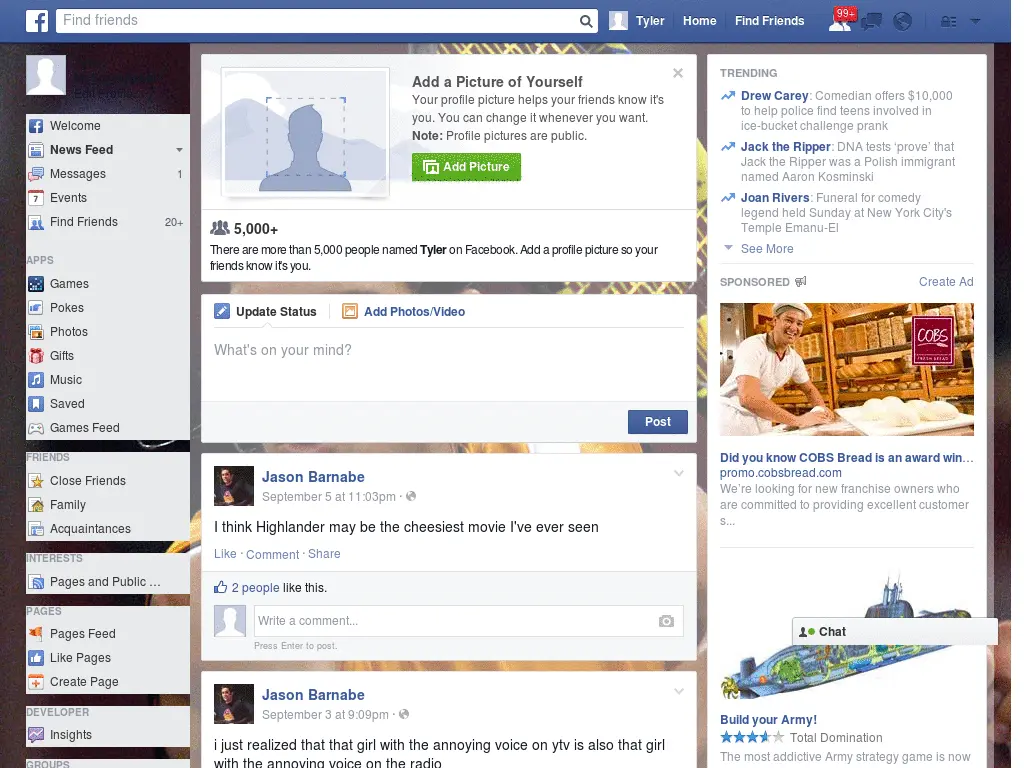 Find friends
Tyler
Home
Find Friends
99+
Welcome
News Feed
Messages
1
Events
Find Friends
20+
APPS
Games
Pokes
Photos
Gifts
Music
Saved
Games Feed
FRIENDS
Close Friends
Family
Acquaintances
INTERESTS
Pages and Public ...
PAGES
Pages Feed
Like Pages
Create Page
DEVELOPER
Insights
GROUPS
Add a Picture of Yourself
Your profile picture helps your friends know it's
you. You can change it whenever you want.
Note: Profile pictures are public.
Add Picture
5,000+
There are more than 5,000 people named Tyler on Facebook. Add a profile picture so your
friends know it's you.
Update Status
Add Photos/Video
What's on your mind?
Post
Jason Barnabe
September 5 at 11:03pm ·
I think Highlander may be the cheesiest movie I've ever seen
Like · Comment · Share
2 people like this.
Write a comment...
Press Enter to post.
Jason Barnabe
September 3 at 9:09pm ·
i just realized that that girl with the annoying voice on ytv is also that girl
with the annoying voice on the radio
TRENDING
Drew Carey: Comedian offers $10,000
to help police find teens involved in
ice-bucket challenge prank
Jack the Ripper: DNA tests ‘prove’ that
Jack the Ripper was a Polish immigrant
named Aaron Kosminski
Joan Rivers: Funeral for comedy
legend held Sunday at New York City's
Temple Emanu-El
See More
SPONSORED
Create Ad
COBS
FRESH BREAD
Did you know COBS Bread is an award win...
promo.cobsbread.com
We’re looking for new franchise owners who
are committed to providing excellent customer
s...
Chat
Build your Army!
Total Domination
The most addictive Army strategy game is now